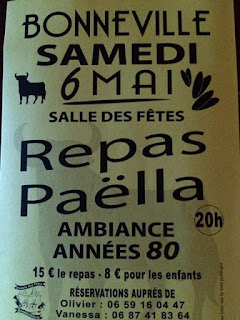 BONNEVILLE
SAMEDI
6 MAI
SALLE DES FÊTES
Repas
Paëlla
20h
AMBIANCE
ANNÉES 80
15 € le repas - 8 € pour les enfants
RÉSERVATIONS AUPRÉS DE
Olivier : 06 59 16 04 47
Vanessa : 06 87 41 83 64